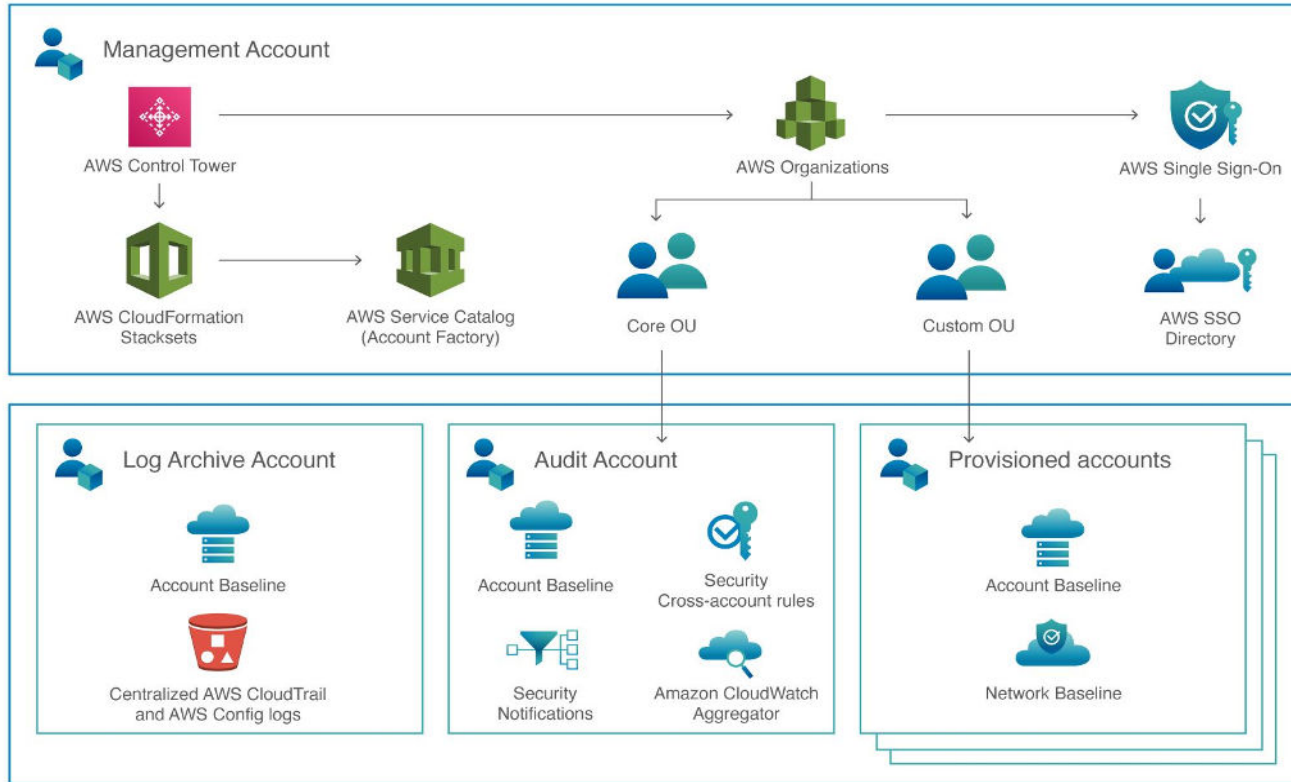 Management Account
AWS Control Tower
AWS Organizations
AWS Single Sign-On
AWS CloudFormation
Stacksets
AWS Service Catalog
(Account Factory)
Core OU
Custom OU
AWS SSO
Directory
Log Archive Account
Account Baseline
Centralized AWS CloudTrail
and AWS Config logs
Audit Account
Account Baseline
Security
Cross-account rules
Security
Notifications
Amazon CloudWatch
Aggregator
Provisioned accounts
Account Baseline
Network Baseline